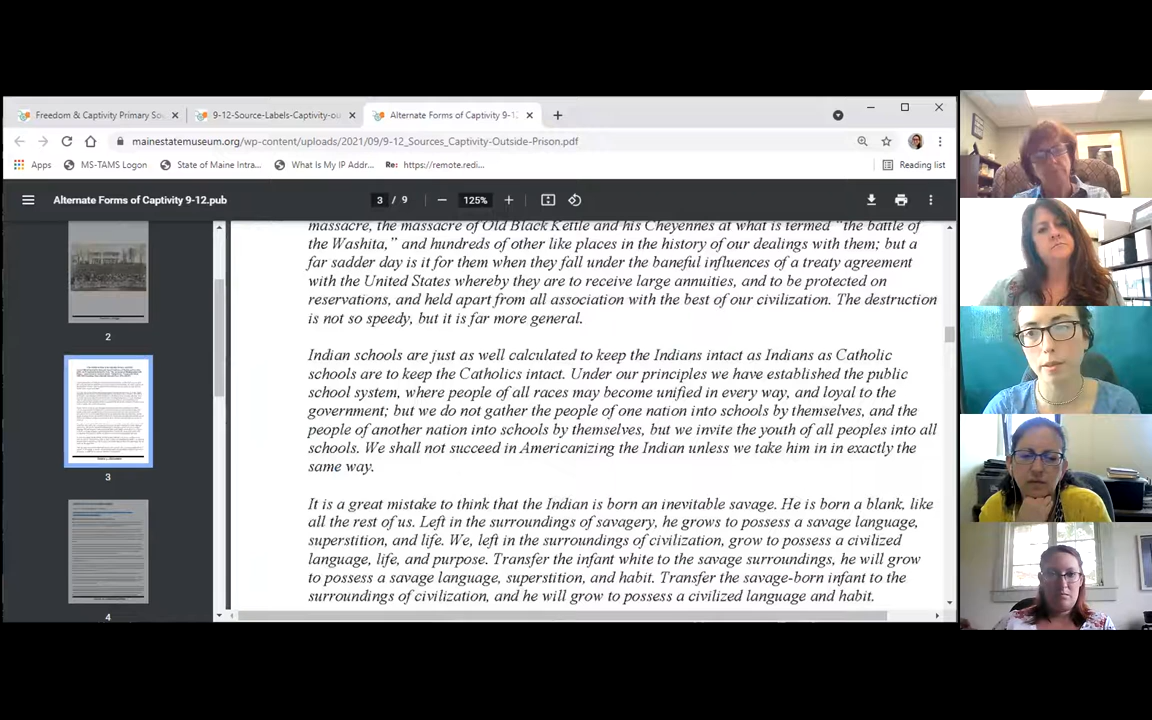 Freedom & Captivity Primary So
9-12-Source-Labels-Captivity-ou
Alternate Forms of Captivity 9-1
mainestatemuseum.org/wp-content/uploads/2021/09/9-12_Sources_Captivity-Outside-Prison.pdf
Apps
MS-TAMS Logon
State of Maine Intra...
What Is My IP Addr...
Re: https://remote.redi...
Reading list
Alternate Forms of Captivity 9-12.pub
3 / 9
125%
massacre, the massacre of Old Black Kettle and his Cheyennes at what is termed "the battle of
the Washita," and hundreds of other like places in the history of our dealings with them; but a
far sadder day is it for them when they fall under the baneful influences of a treaty agreement
with the United States whereby they are to receive large annuities, and to be protected on
reservations, and held apart from all association with the best of our civilization. The destruction
is not so speedy, but it is far more general.
Indian schools are just as well calculated to keep the Indians intact as Indians as Catholic
schools are to keep the Catholics intact. Under our principles we have established the public
school system, where people of all races may become unified in every way, and loyal to the
government; but we do not gather the people of one nation into schools by themselves, and the
people of another nation into schools by themselves, but we invite the youth of all peoples into all
schools. We shall not succeed in Americanizing the Indian unless we take him in in exactly the
same way.
It is a great mistake to think that the Indian is born an inevitable savage. He is born a blank, like
all the rest of us. Left in the surroundings of savagery, he grows to possess a savage language,
superstition, and life. We, left in the surroundings of civilization, grow to possess a civilized
language, life, and purpose. Transfer the infant white to the savage surroundings, he will grow
to possess a savage language, superstition, and habit. Transfer the savage-born infant to the
surroundings of civilization, and he will grow to possess a civilized language and habit.
2
3
4